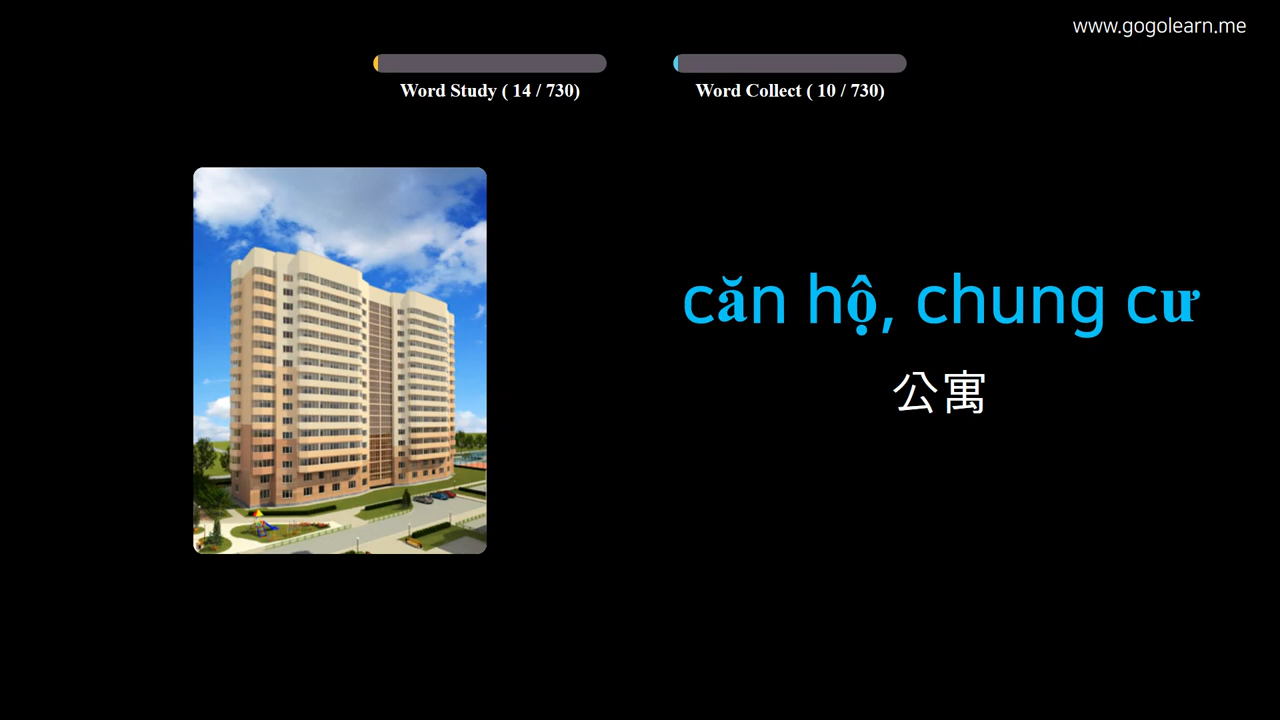 www.gogolearn.me
Word Study ( 14 / 730)
Word Collect ( 10 / 730)
căn hộ, chung cư
公寓